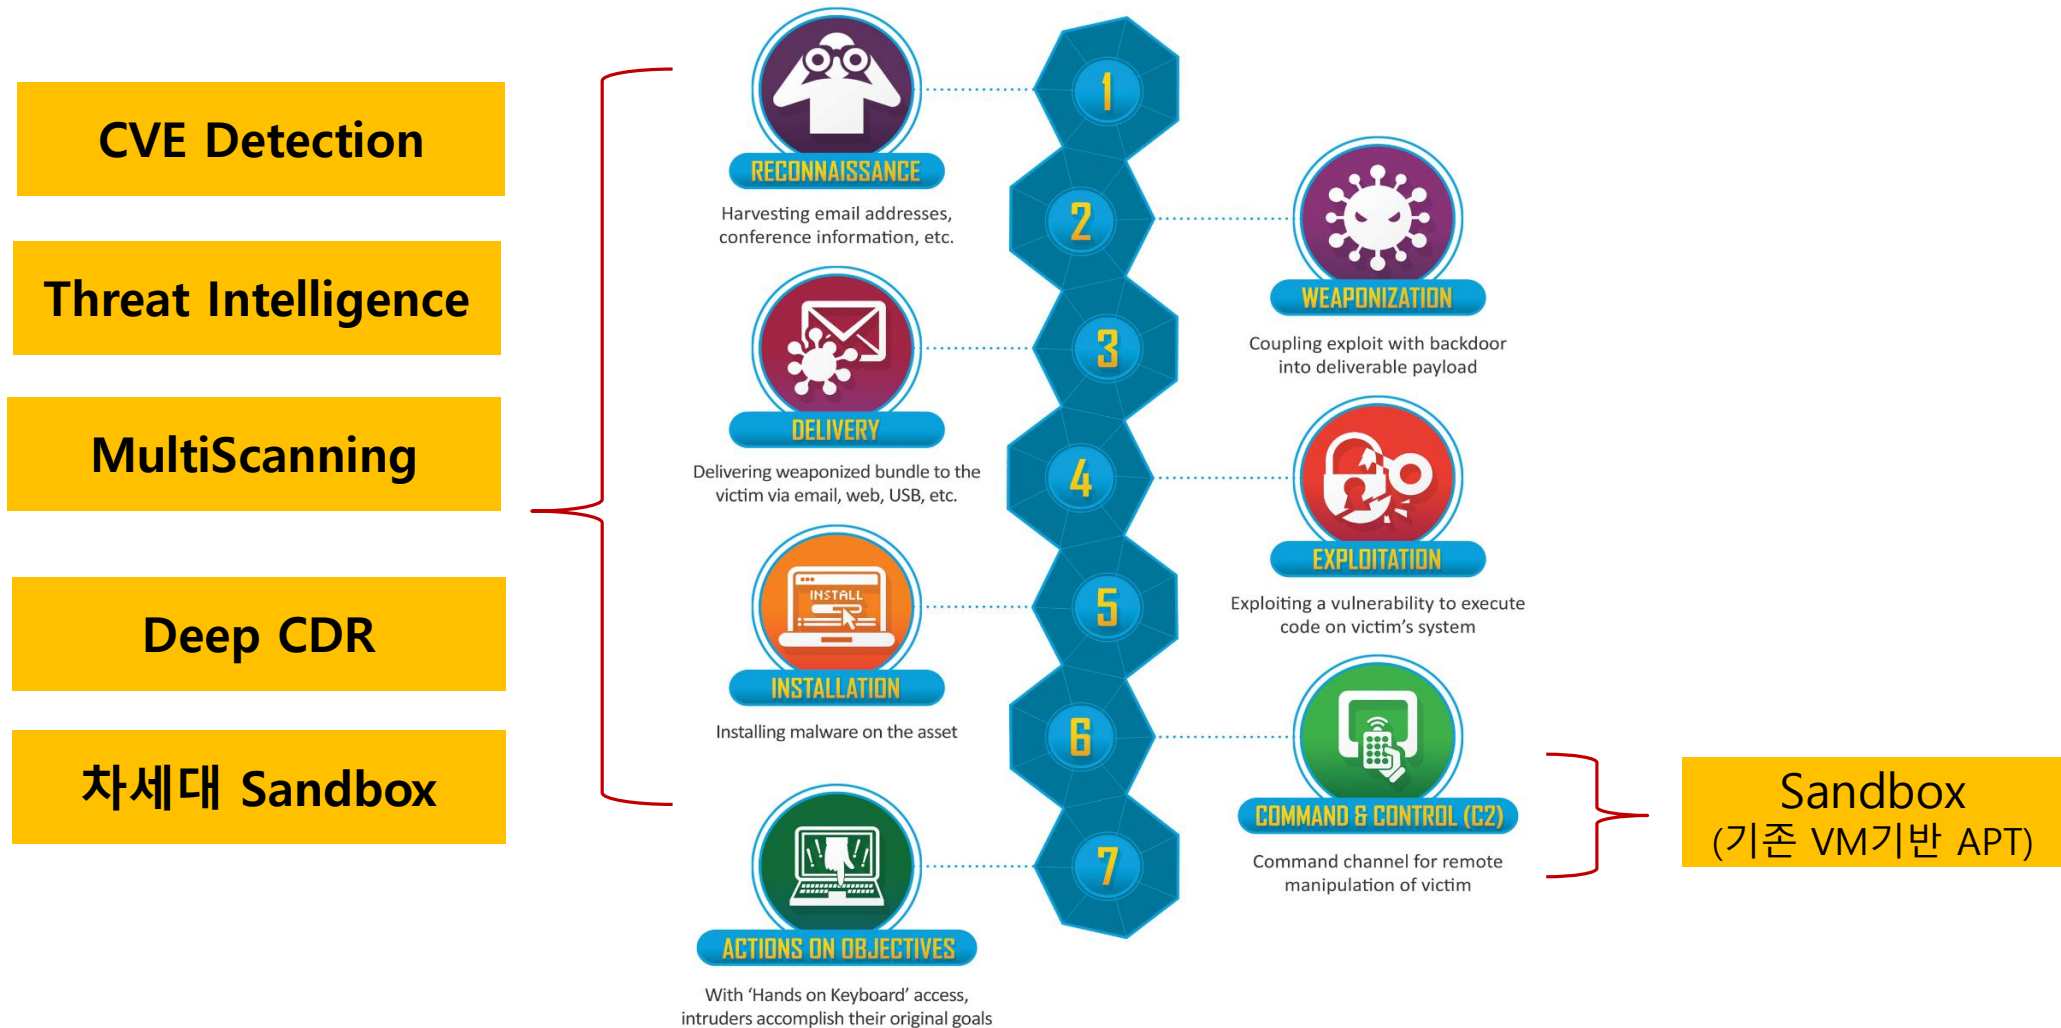 CVE Detection
Threat Intelligence
MultiScanning
Deep CDR
차세대 Sandbox
1
RECONNAISSANCE
Harvesting email addresses,
conference information, etc.
2
WEAPONIZATION
Coupling exploit with backdoor
into deliverable payload
3
DELIVERY
Delivering weaponized bundle to the
victim via email, web, USB, etc.
4
EXPLOITATION
Exploiting a vulnerability to execute
code on victim's system
5
INSTALL
INSTALLATION
Installing malware on the asset
6
COMMAND & CONTROL (C2)
Command channel for remote
manipulation of victim
7
ACTIONS ON OBJECTIVES
With 'Hands on Keyboard' access,
intruders accomplish their original goals
Sandbox
(기존 VM기반 APT)